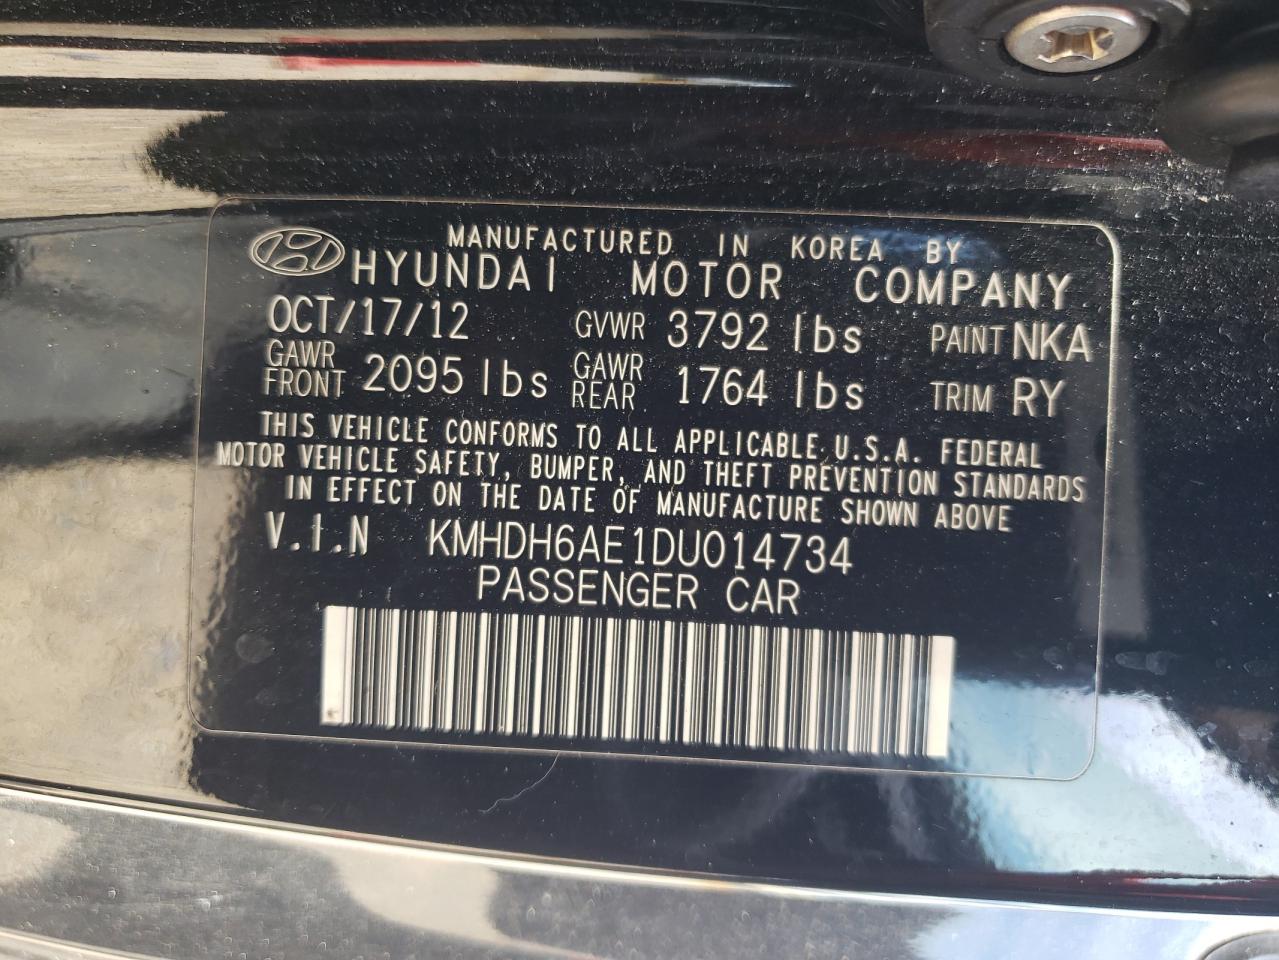 MANUFACTURED IN KOREA BY
HYUNDAI MOTOR COMPANY
OCT/17/12 GVWR 3792 lbs PAINT NKA
GAWR FRONT 2095 lbs GAWR REAR 1764 lbs TRIM RY
THIS VEHICLE CONFORMS TO ALL APPLICABLE U.S.A. FEDERAL
MOTOR VEHICLE SAFETY, BUMPER, AND THEFT PREVENTION STANDARDS
IN EFFECT ON THE DATE OF MANUFACTURE SHOWN ABOVE
V.I.N KMHDH6AE1DU014734
PASSENGER CAR